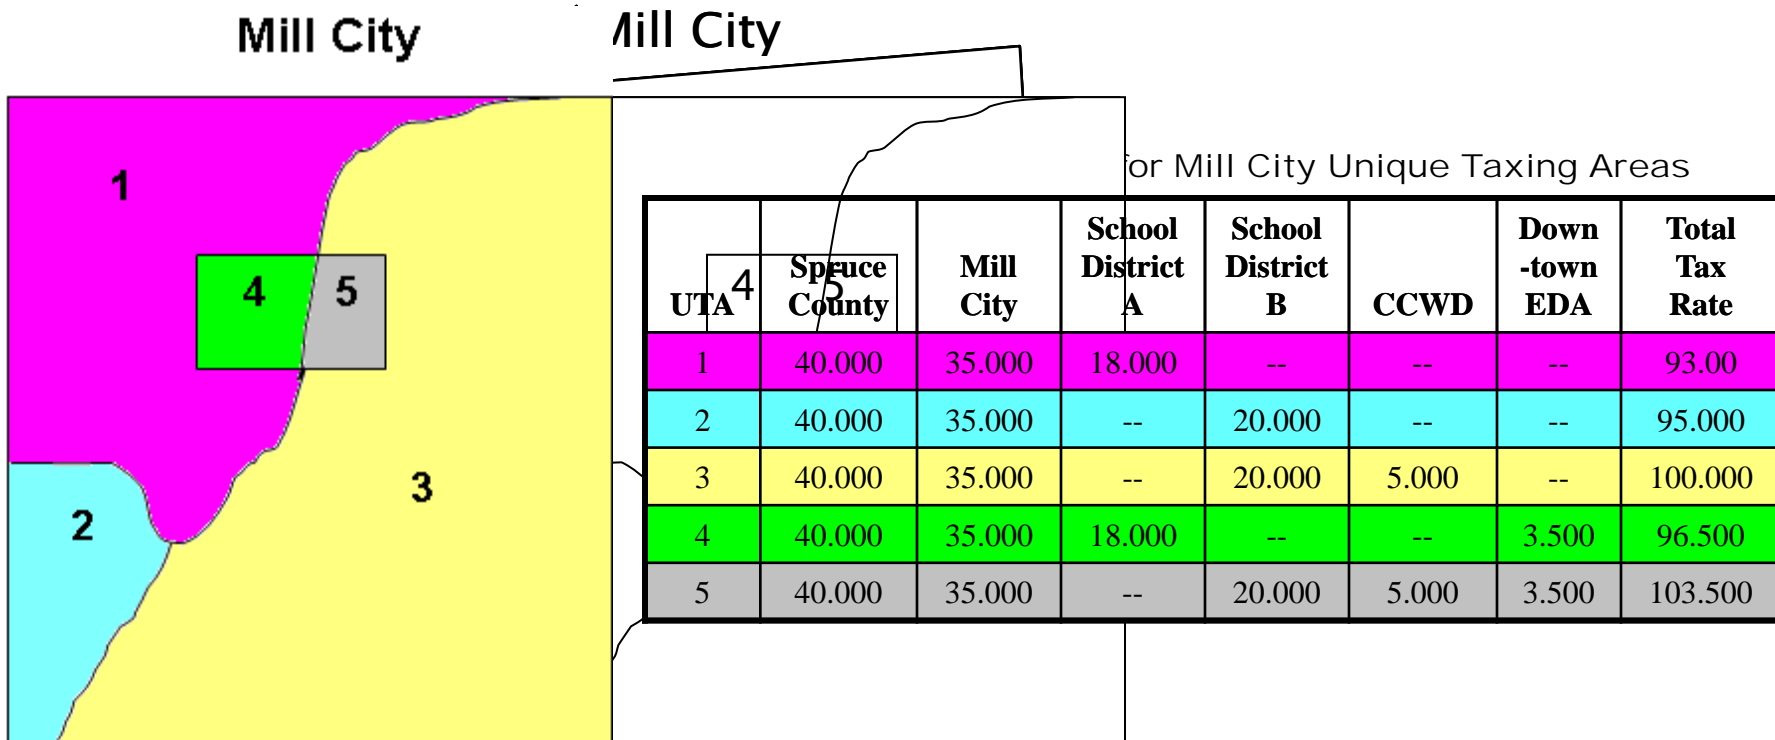 Mill City
Mill City
1
4
5
3
2
4
5
for Mill City Unique Taxing Areas
UTA Spruce County Mill City School District A School District B CCWD Down-town EDA Total Tax Rate
1 40.000 35.000 18.000 -- -- -- 93.00
2 40.000 35.000 -- 20.000 -- -- 95.000
3 40.000 35.000 -- 20.000 5.000 -- 100.000
4 40.000 35.000 18.000 -- -- 3.500 96.500
5 40.000 35.000 -- 20.000 5.000 3.500 103.500